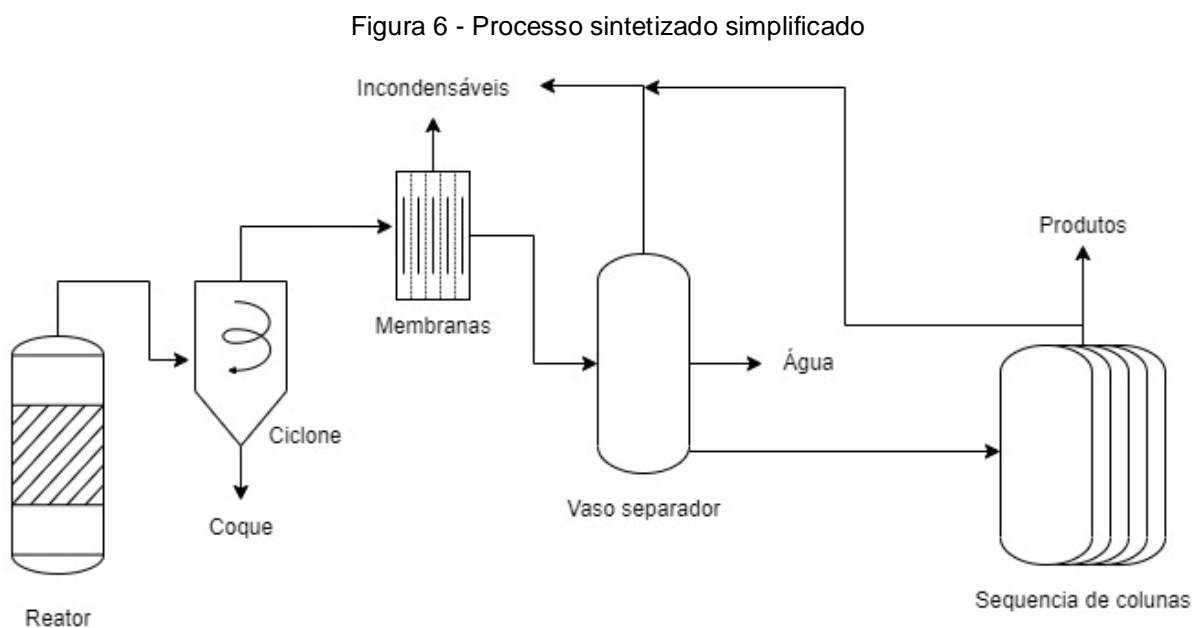 Figura 6 - Processo sintetizado simplificado
Incondensáveis
Produtos
Membranas
Água
Ciclone
Vaso separador
Coque
Sequencia de colunas
Reator